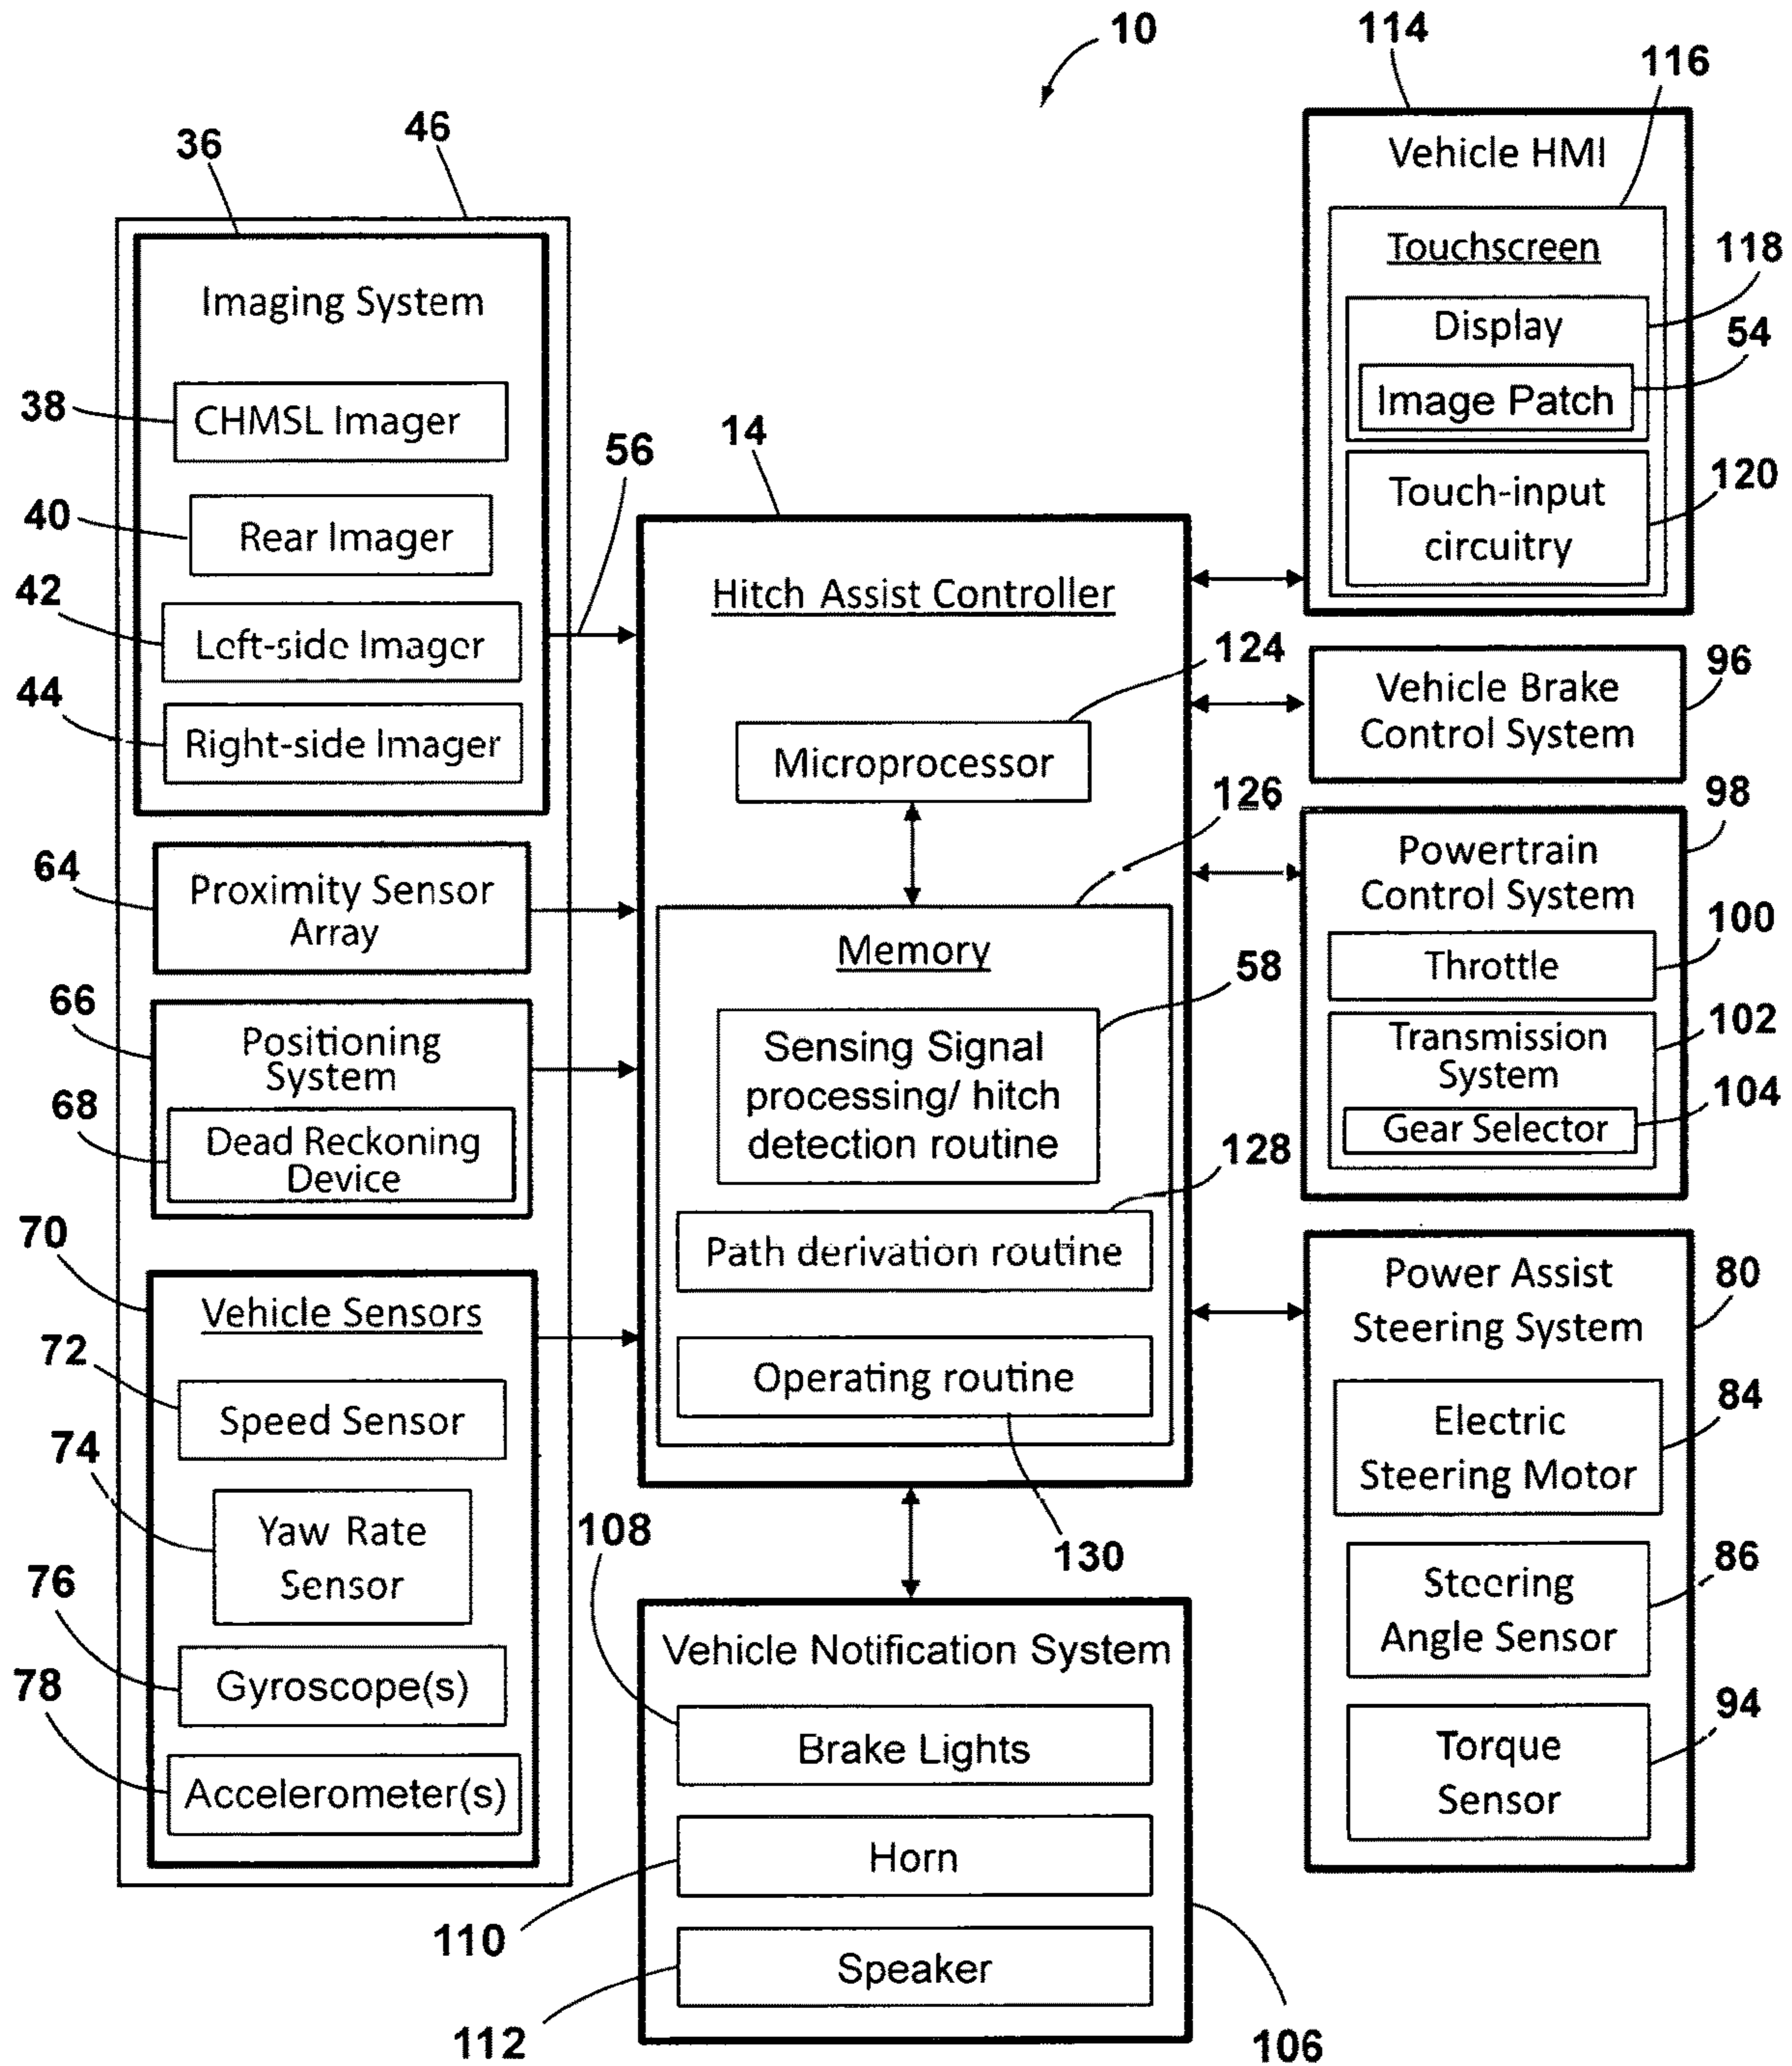 10
114
116
36
46
Vehicle HMI
Touchscreen
118
Imaging System
Display
54
38
CHMSL Imager
Image Patch
56
14
40
Rear Imager
Touch-input
circuitry
120
42
Left-side Imager
Hitch Assist Controller
44
Right-side Imager
124
Vehicle Brake
Control System
96
Microprocessor
126
98
64
Proximity Sensor
Array
Powertrain
Control System
Memory
100
Throttle
58
66
Positioning
System
Sensing Signal
processing/ hitch
detection routine
102
Transmission
System
68
Dead Reckoning
Device
104
Gear Selector
128
70
Path derivation routine
Vehicle Sensors
Power Assist
Steering System
80
72
Speed Sensor
Operating routine
Electric
Steering Motor
84
74
Yaw Rate
Sensor
108
130
86
Steering
Angle Sensor
76
Gyroscope(s)
Vehicle Notification System
78
Accelerometer(s)
Brake Lights
94
Torque
Sensor
Horn
110
Speaker
112
106